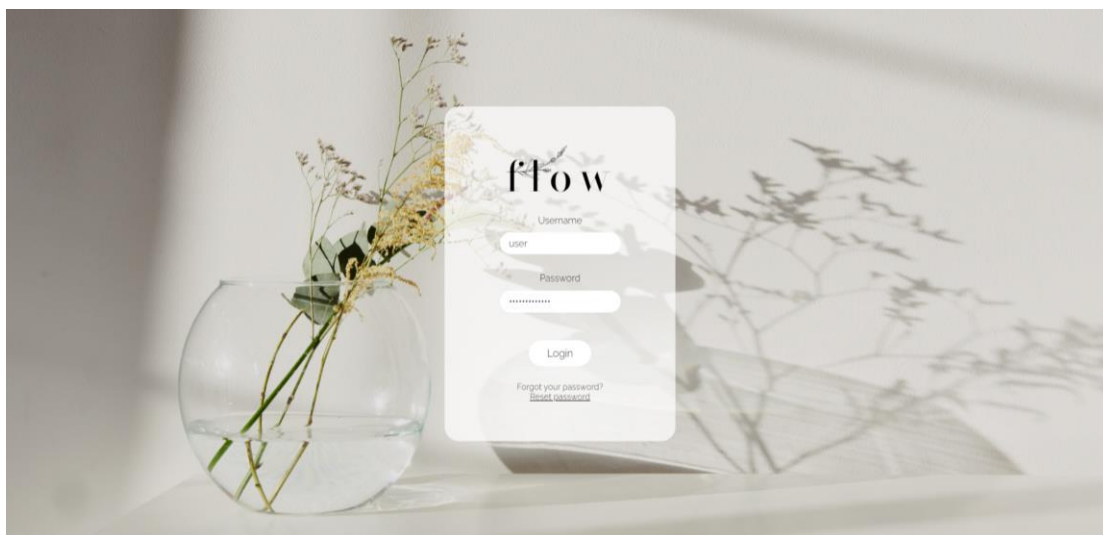 flow
Username
user
Password
•••••••••••••
Login
Forgot your password?
Reset password